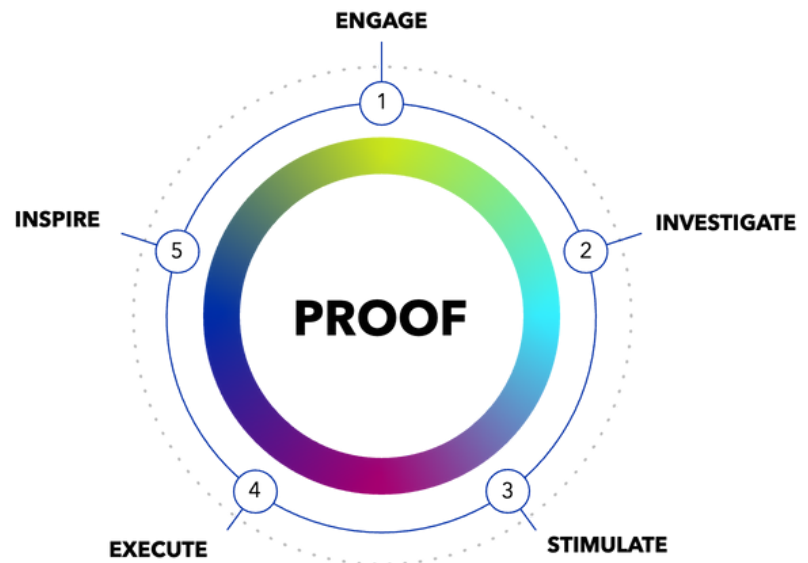 ENGAGE
1
INSPIRE
INVESTIGATE
5
2
PROOF
4
3
EXECUTE
STIMULATE